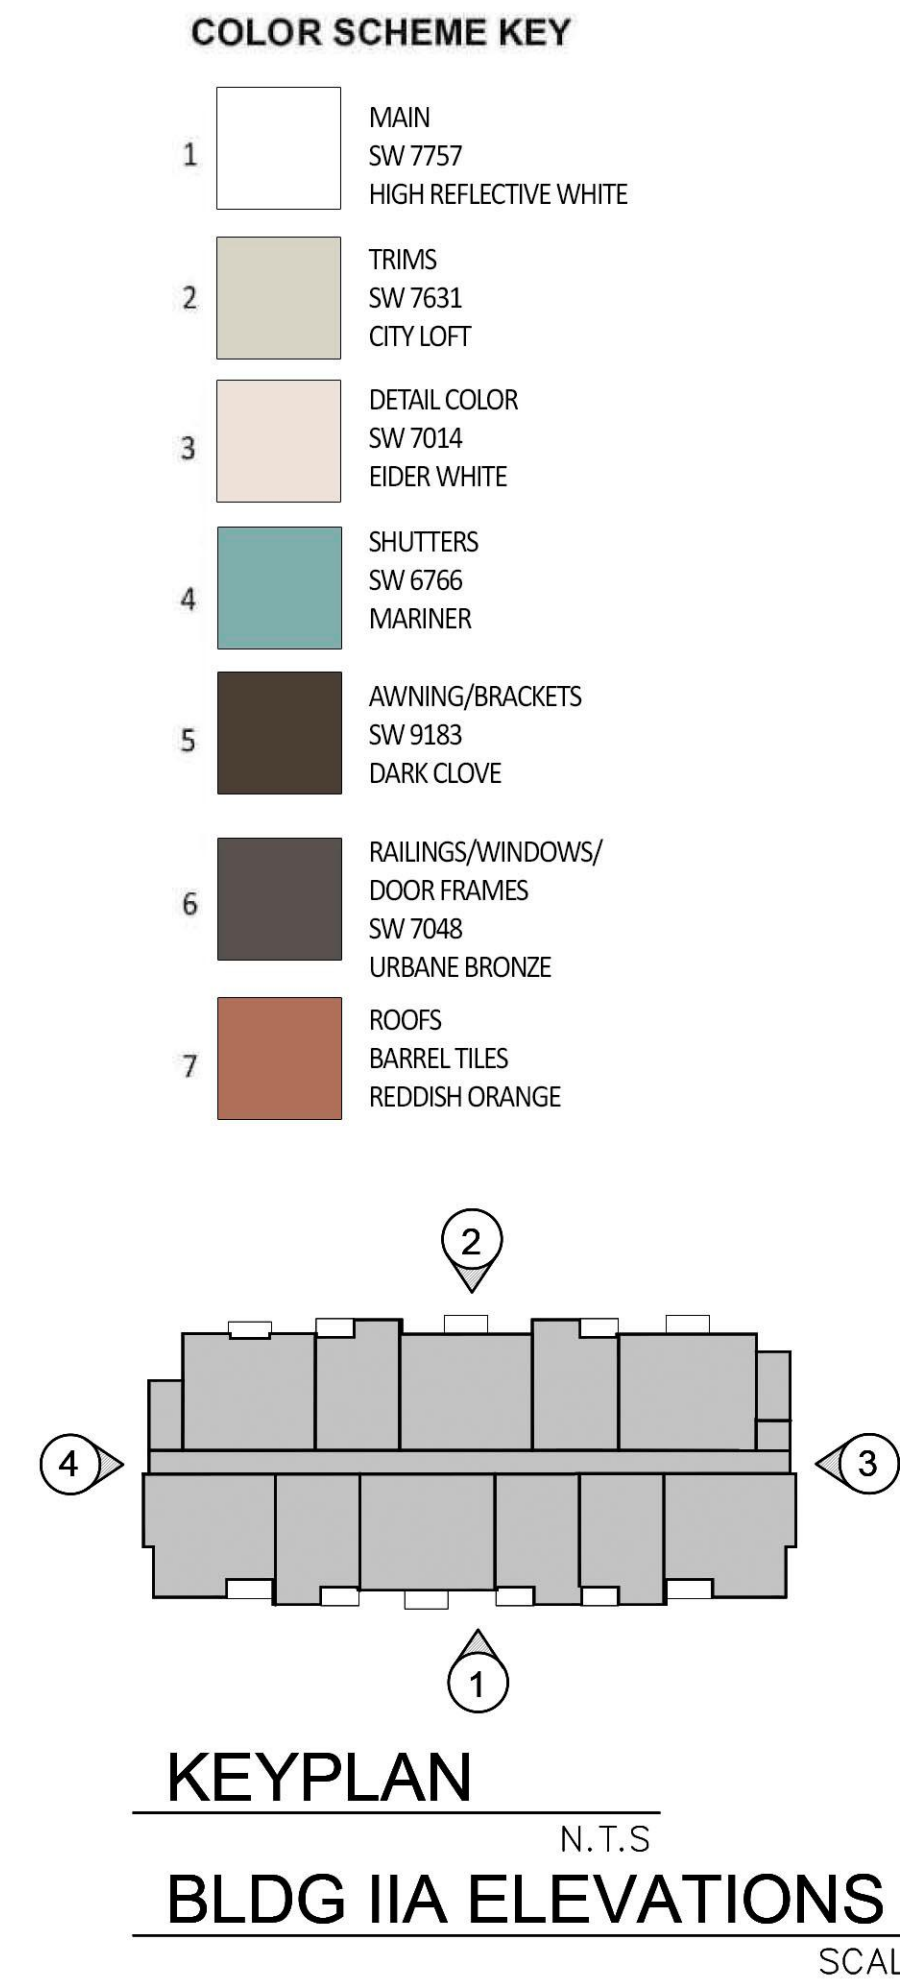 COLOR SCHEME KEY
1
MAIN
SW 7757
HIGH REFLECTIVE WHITE
2
TRIMS
SW 7631
CITY LOFT
3
DETAIL COLOR
SW 7014
EIDER WHITE
4
SHUTTERS
SW 6766
MARINER
5
AWNING/BRACKETS
SW 9183
DARK CLOVE
6
RAILINGS/WINDOWS/
DOOR FRAMES
SW 7048
URBANE BRONZE
7
ROOFS
BARREL TILES
REDDISH ORANGE
2
4
3
1
KEYPLAN
N.T.S
BLDG IIA ELEVATIONS